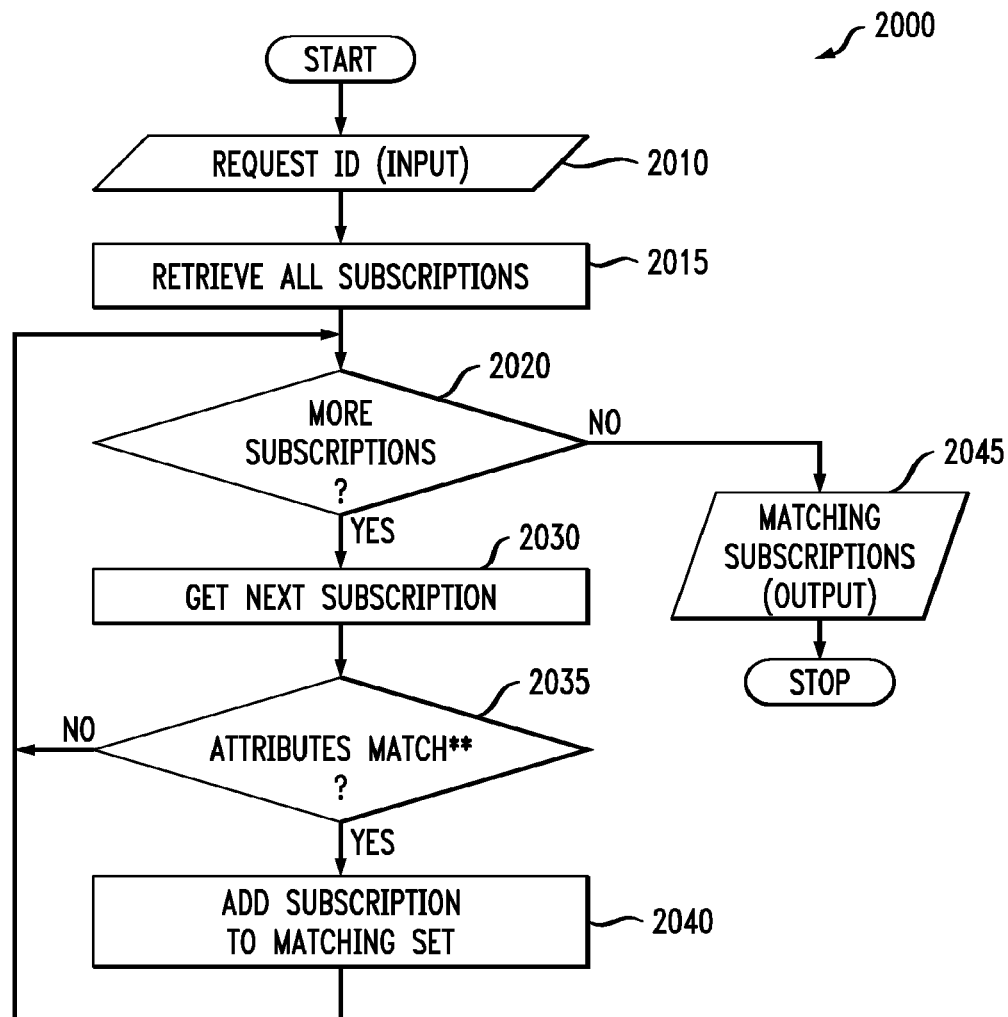 2000
START
REQUEST ID (INPUT)
2010
RETRIEVE ALL SUBSCRIPTIONS
2015
2020
MORE
SUBSCRIPTIONS
?
NO
YES
2045
MATCHING
SUBSCRIPTIONS
(OUTPUT)
2030
GET NEXT SUBSCRIPTION
STOP
2035
NO
ATTRIBUTES MATCH**
?
YES
ADD SUBSCRIPTION
TO MATCHING SET
2040